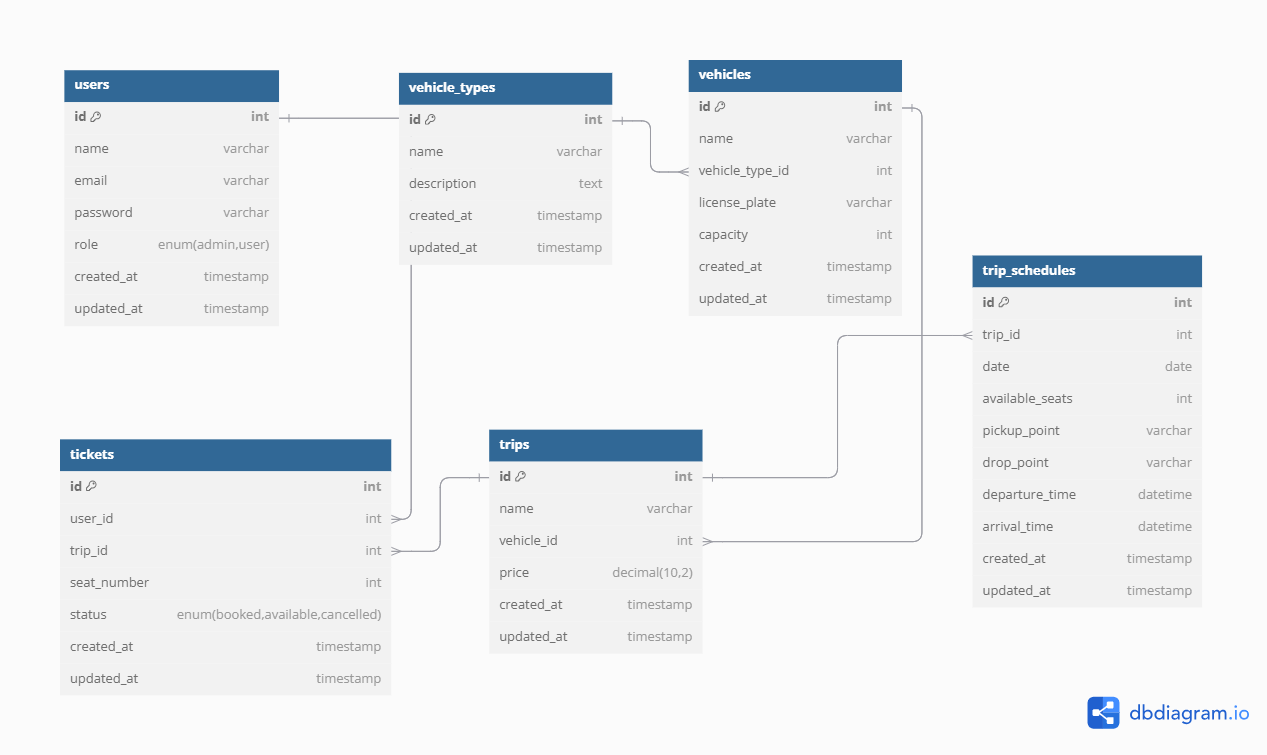 users
id int
name varchar
email varchar
password varchar
role enum(admin,user)
created_at timestamp
updated_at timestamp
vehicle_types
id int
name varchar
description text
created_at timestamp
updated_at timestamp
vehicles
id int
name varchar
vehicle_type_id int
license_plate varchar
capacity int
created_at timestamp
updated_at timestamp
trip_schedules
id int
trip_id int
date date
available_seats int
pickup_point varchar
drop_point varchar
departure_time datetime
arrival_time datetime
created_at timestamp
updated_at timestamp
tickets
id int
user_id int
trip_id int
seat_number int
status enum(booked,available,cancelled)
created_at timestamp
updated_at timestamp
trips
id int
name varchar
vehicle_id int
price decimal(10,2)
created_at timestamp
updated_at timestamp
dbdiagram.io